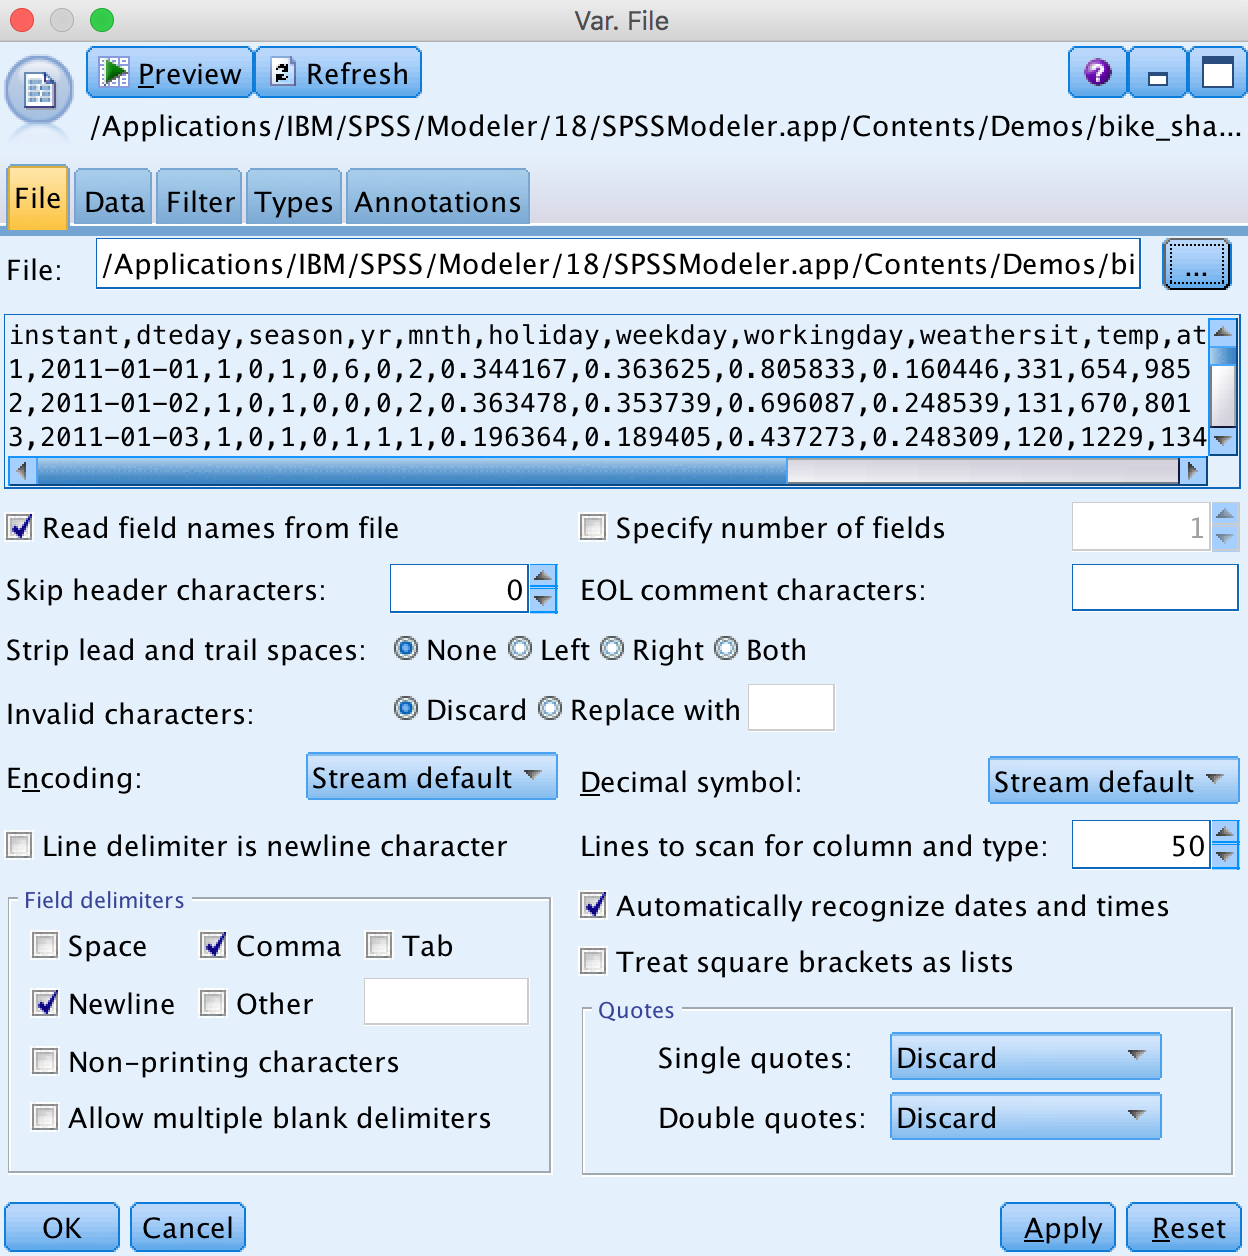 Var. File
Preview Refresh ?
/Applications/IBM/SPSS/Modeler/18/SPSSModeler.app/Contents/Demos/bike_sha...
File Data Filter Types Annotations
File: /Applications/IBM/SPSS/Modeler/18/SPSSModeler.app/Contents/Demos/bi ...
instant,dteday,season,yr,mnth,holiday,weekday,workingday,weathersit,temp,at
1,2011-01-01,1,0,1,0,6,0,2,0.344167,0.363625,0.805833,0.160446,331,654,985
2,2011-01-02,1,0,1,0,0,0,2,0.363478,0.353739,0.696087,0.248539,131,670,801
3,2011-01-03,1,0,1,0,1,1,1,0.196364,0.189405,0.437273,0.248309,120,1229,134
Read field names from file Specify number of fields 1
Skip header characters: 0 EOL comment characters:
Strip lead and trail spaces: None Left Right Both
Invalid characters: Discard Replace with
Encoding: Stream default Decimal symbol: Stream default
Line delimiter is newline character Lines to scan for column and type: 50
Field delimiters
Automatically recognize dates and times
Space Comma Tab
Treat square brackets as lists
Newline Other
Quotes
Non-printing characters
Single quotes: Discard
Allow multiple blank delimiters
Double quotes: Discard
OK Cancel Apply Reset